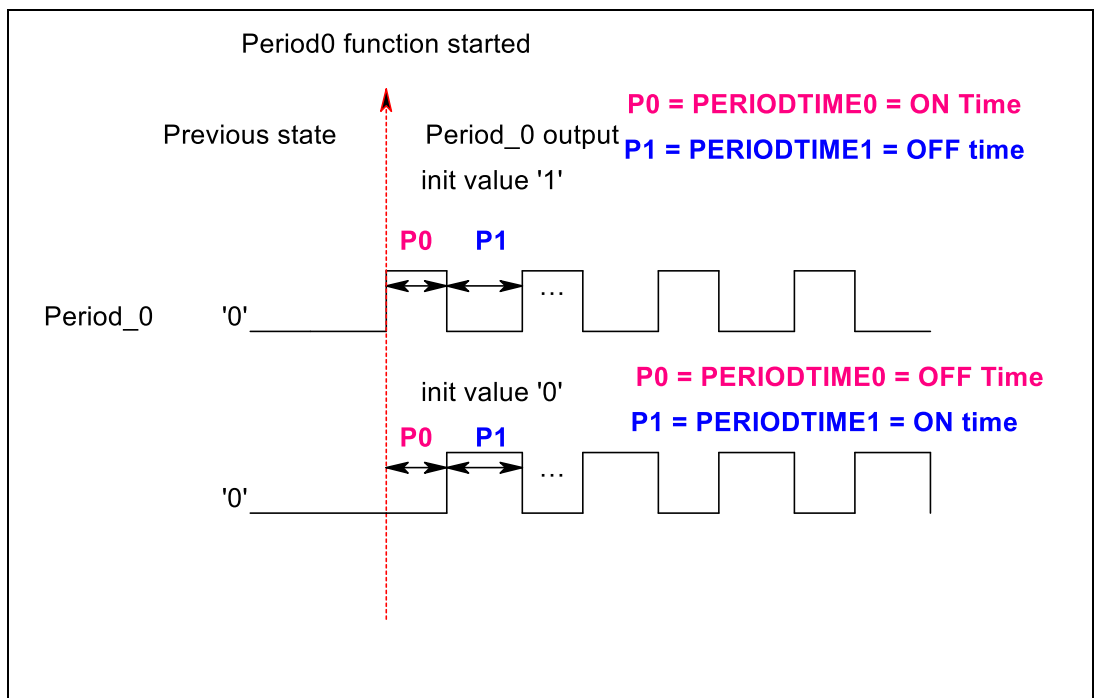 Period0 function started
P0 = PERIODTIME0 = ON Time
Previous state
Period_0 output
P1 = PERIODTIME1 = OFF time
init value '1'
P0
P1
...
Period_0
'0'
init value '0'
P0 = PERIODTIME0 = OFF Time
P1 = PERIODTIME1 = ON time
P0
P1
...
'0'